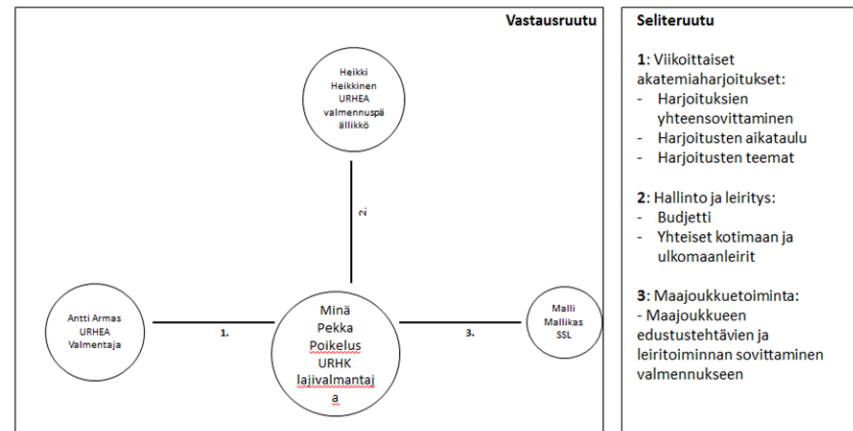 Vastausruutu
Heikki
Heikkinen
URHEA
valmennuspä
ällikkö
2.
Antti Armas
URHEA
Valmentaja
1.
Minä
Pekka
Poikelus
URHK
lajivalmantaj
a
3.
Malli
Mallikas
SSL
Seliteruutu
1: Viikoittaiset
akatemiaharjoitukset:
- Harjoituksien
yhteensovittaminen
- Harjoitusten aikataulu
- Harjoitusten teemat
2: Hallinto ja leiritys:
- Budjetti
- Yhteiset kotimaan ja
ulkomaanleirit
3: Maajoukkuetoiminta:
- Maajoukkueen
edustustehtävien ja
leiritoiminnan sovittaminen
valmennukseen